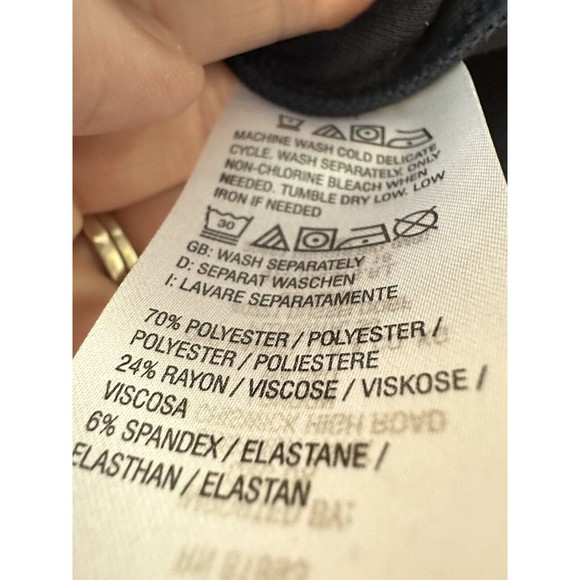 MACHINE WASH COLD DELICATE
CYCLE. WASH SEPARATELY. ONLY
NON-CHLORINE BLEACH WHEN
NEEDED. TUMBLE DRY LOW. LOW
IRON IF NEEDED
30
GB: WASH SEPARATELY
D: SEPARAT WASCHEN
I: LAVARE SEPARATAMENTE
70% POLYESTER / POLYESTER /
POLYESTER / POLIESTERE
24% RAYON / VISCOSE / VISKOSE /
VISCOSA
6% SPANDEX / ELASTANE /
ELASTHAN / ELASTAN